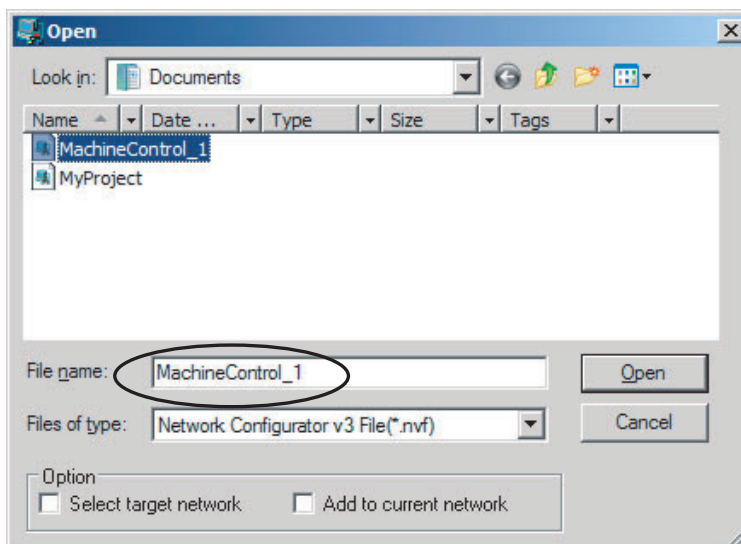 Open
Look in: Documents
Name Date ... Type Size Tags
MachineControl_1
MyProject
File name: MachineControl_1 Open
Files of type: Network Configurator v3 File(*.nvf) Cancel
Option
Select target network Add to current network